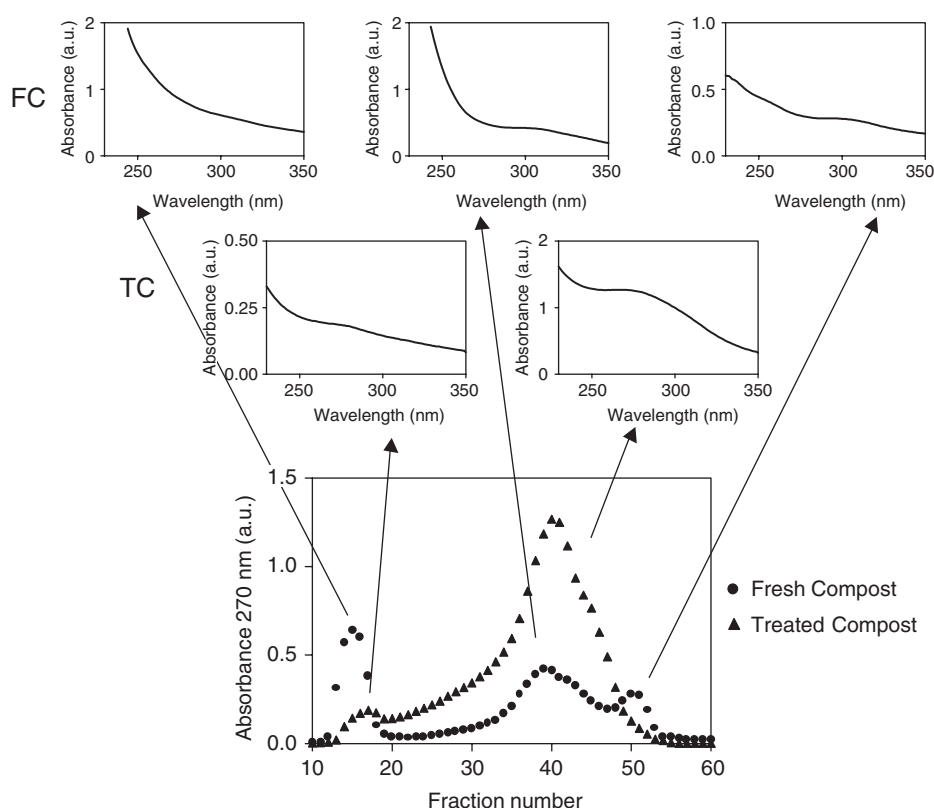 FC
Absorbance (a.u.)
2
1
0
250
300
350
Wavelength (nm)
Absorbance (a.u.)
2
1
0
250
300
350
Wavelength (nm)
Absorbance (a.u.)
1.0
0.5
0.0
250
300
350
Wavelength (nm)
TC
Absorbance (a.u.)
0.50
0.25
0.00
250
300
350
Wavelength (nm)
Absorbance (a.u.)
2
1
0
250
300
350
Wavelength (nm)
Absorbance 270 nm (a.u.)
1.5
1.0
0.5
0.0
10
20
30
40
50
60
Fraction number
Fresh Compost
Treated Compost